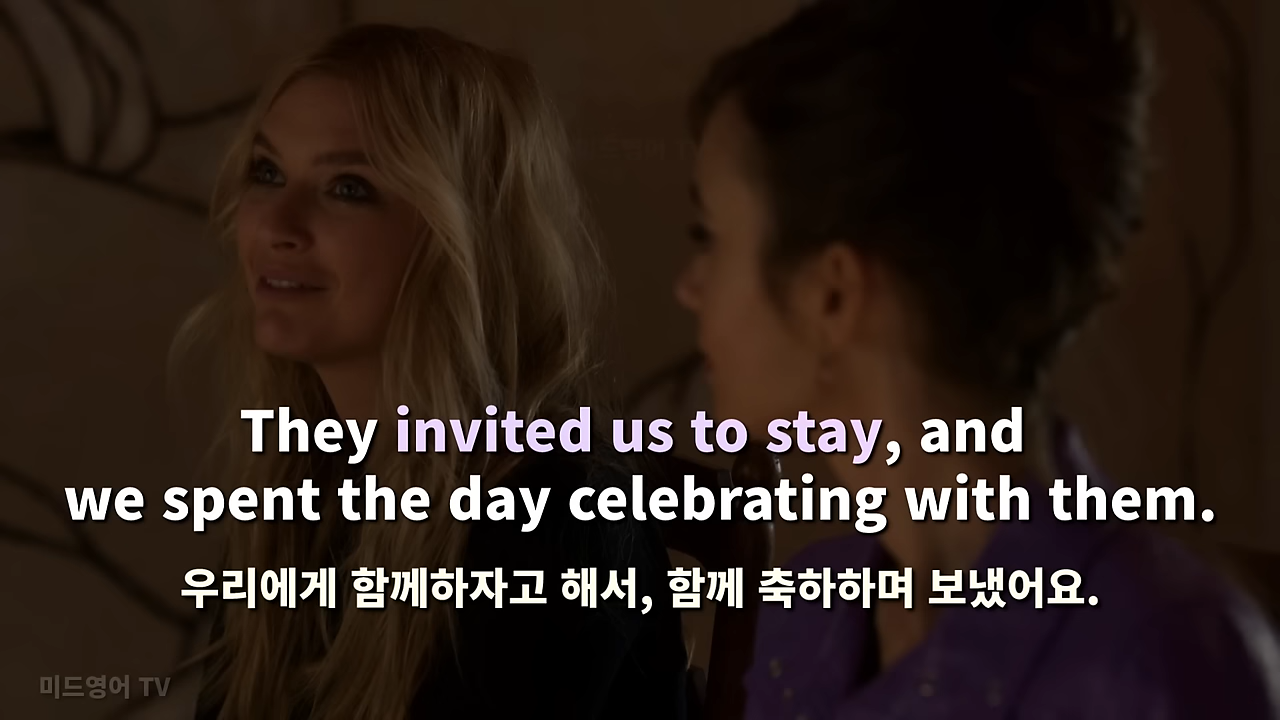 They invited us to stay, and
we spent the day celebrating with them.
우리에게 함께하자고 해서, 함께 축하하며 보냈어요.
미드영어 TV